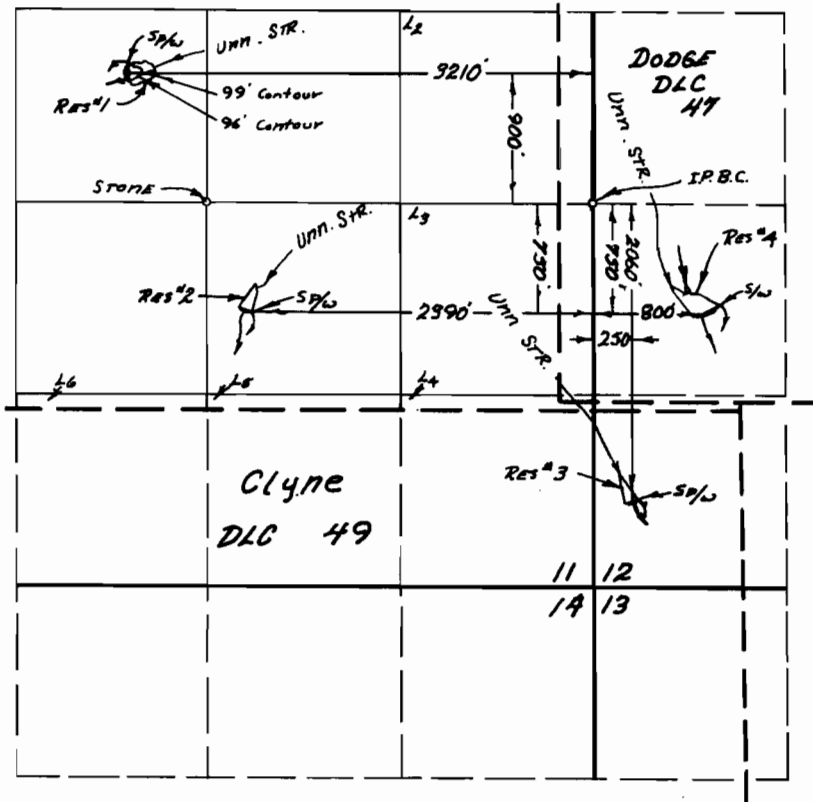 L2
Sp/w
Unn. STR.
3210'
DODGE
DLC
47
Res #1
99' Contour
96' Contour
900'
Unn. STR.
STONE
I.P.B.C.
L3
Unn. STR.
750'
750'
2060'
Res #4
Res #2
Sp/w
2390'
800'
S/w
250
Unn STR.
L6
L5
L4
Clyne
DLC 49
Res #3
Sp/w
11 12
14 13